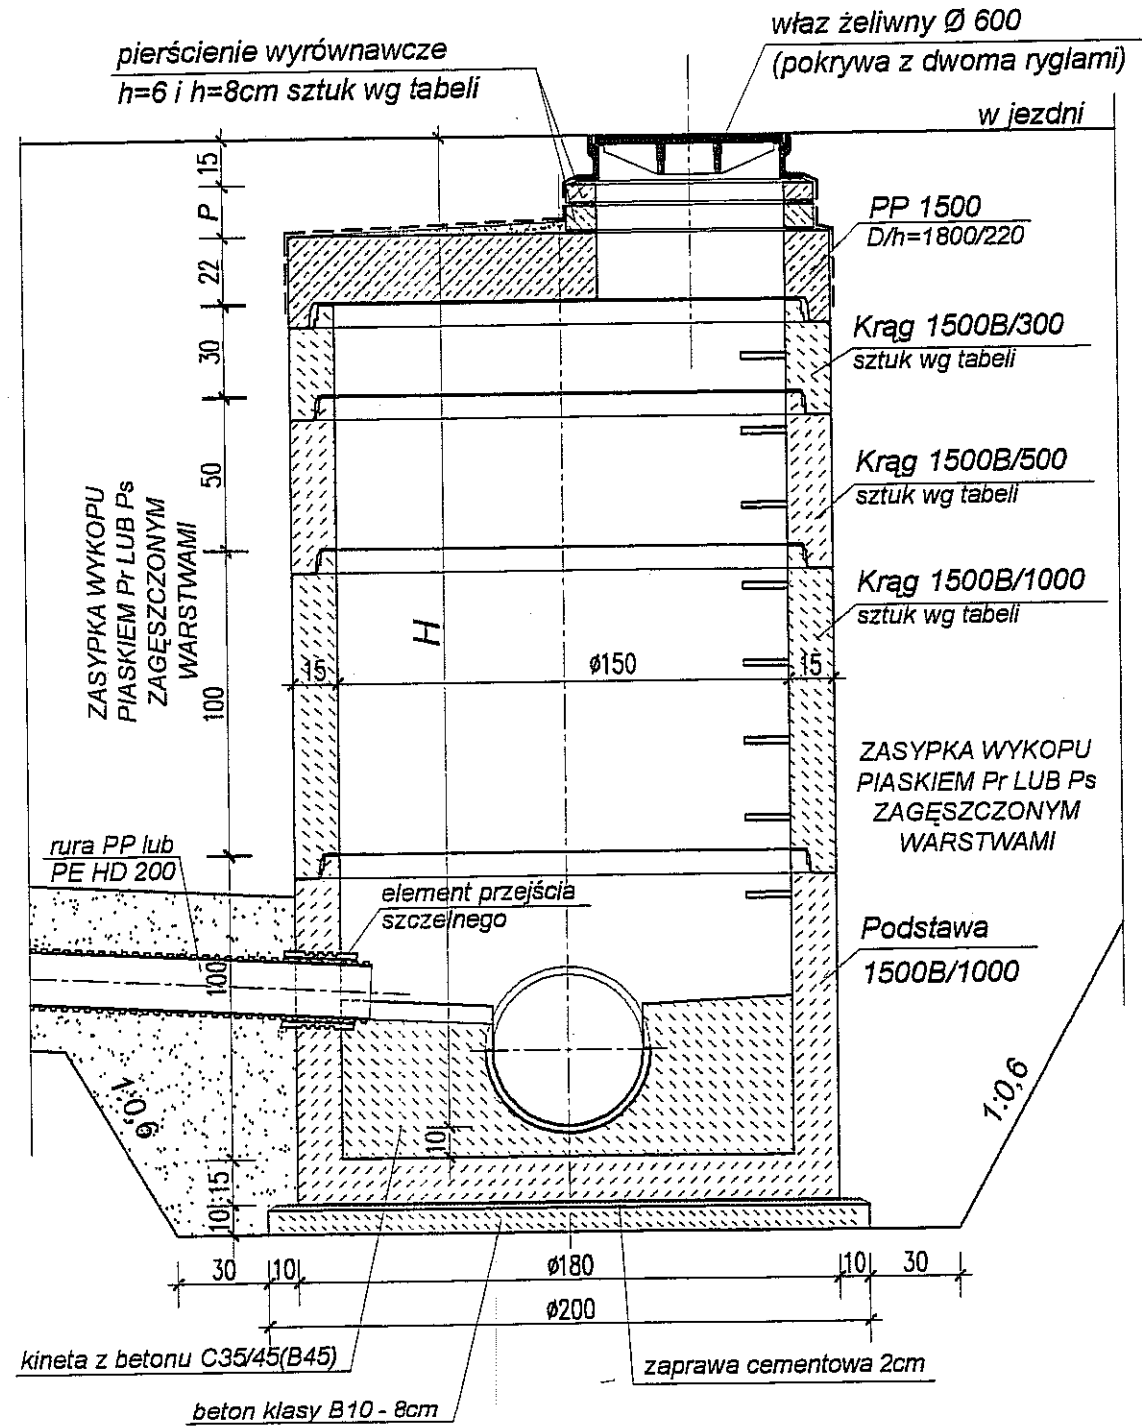 pierścienie wyrównawcze
h=6 i h=8cm sztuk wg tabeli
właz żeliwny Ø 600
(pokrywa z dwoma ryglami)
w jezdni
15
P
22
30
50
100
100
15
10
PP 1500
D/h=1800/220
Krąg 1500B/300
sztuk wg tabeli
Krąg 1500B/500
sztuk wg tabeli
Krąg 1500B/1000
sztuk wg tabeli
ZASYPKA WYKOPU
PIASKIEM Pr LUB Ps
ZAGĘSZCZONYM
WARSTWAMI
H
15
ø150
15
ZASYPKA WYKOPU
PIASKIEM Pr LUB Ps
ZAGĘSZCZONYM
WARSTWAMI
rura PP lub
PE HD 200
element przejścia
szczelnego
Podstawa
1500B/1000
1:0,6
1:0,6
10
30
10
ø180
10
30
ø200
kineta z betonu C35/45(B45)
zaprawa cementowa 2cm
beton klasy B10 - 8cm